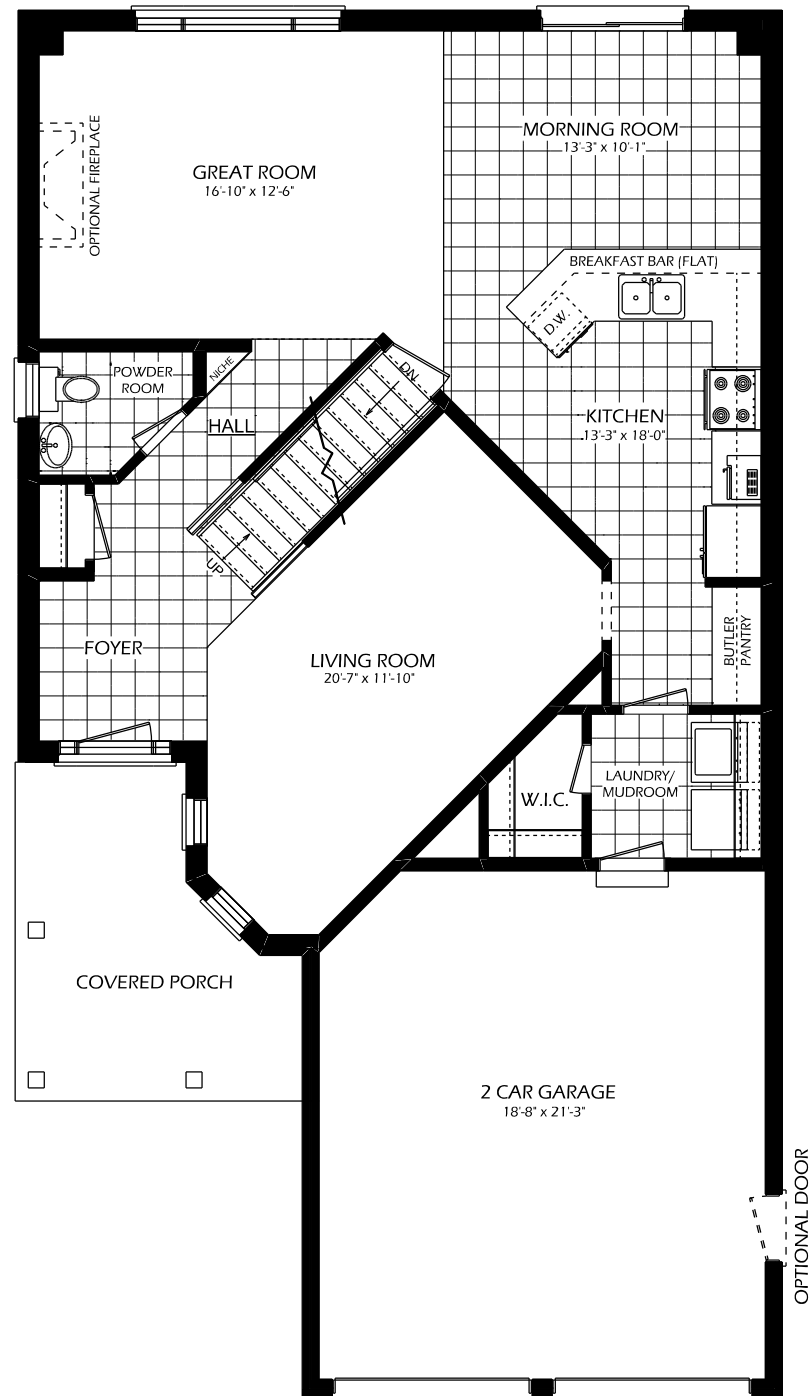 MORNING ROOM
13'-3" x 10'-1"
GREAT ROOM
16'-10" x 12'-6"
OPTIONAL FIREPLACE
BREAKFAST BAR (FLAT)
D.W.
POWDER
ROOM
NICHE
DN
HALL
KITCHEN
13'-3" x 18'-0"
UP
FOYER
LIVING ROOM
20'-7" x 11'-10"
BUTLER
PANTRY
LAUNDRY/
MUDROOM
W.I.C.
COVERED PORCH
2 CAR GARAGE
18'-8" x 21'-3"
OPTIONAL DOOR